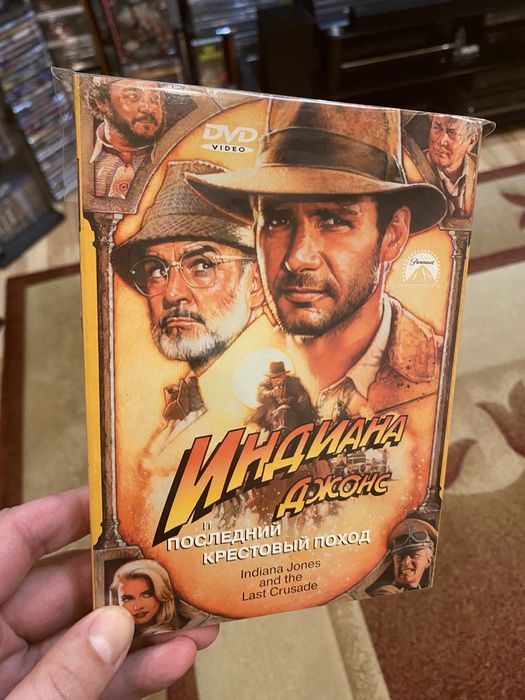 DVD
VIDEO
Paramount
ИНДИАНА
ДЖОНС
И
ПОСЛЕДНИЙ
КРЕСТОВЫЙ ПОХОД
Indiana Jones
and the
Last Crusade